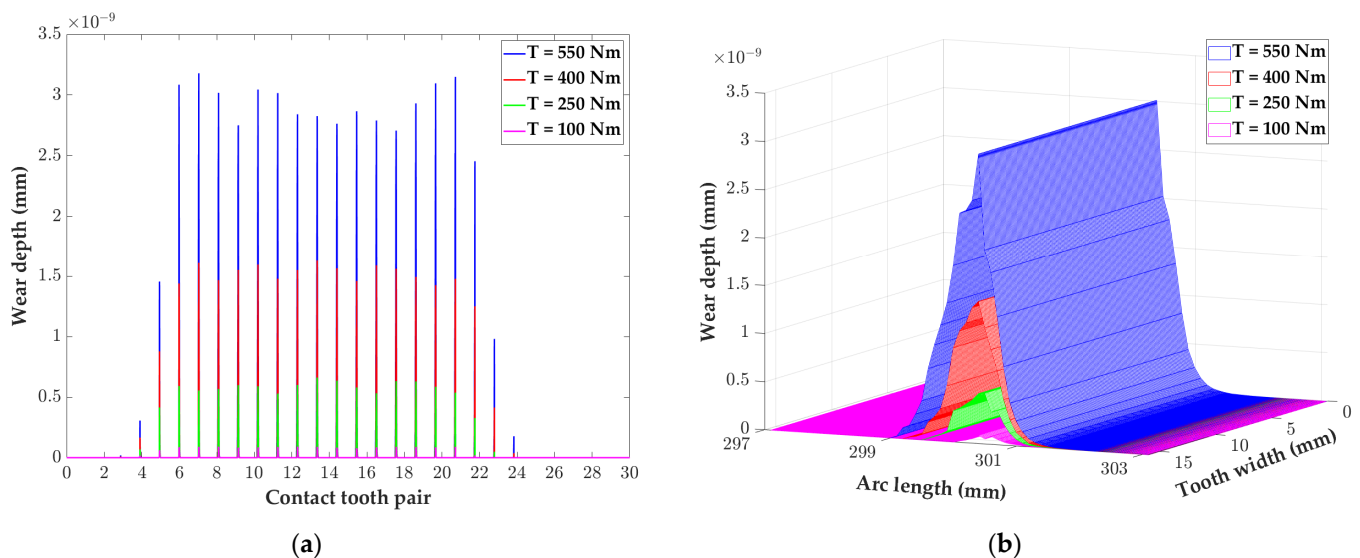 ×10⁻⁹
3.5
3
2.5
2
1.5
1
0.5
0
Wear depth (mm)
0 2 4 6 8 10 12 14 16 18 20 22 24 26 28 30
Contact tooth pair
T = 550 Nm
T = 400 Nm
T = 250 Nm
T = 100 Nm
(a)
×10⁻⁹
3.5
3
2.5
2
1.5
1
0.5
0
Wear depth (mm)
297 299 301 303
Arc length (mm)
15 10 5 0
Tooth width (mm)
T = 550 Nm
T = 400 Nm
T = 250 Nm
T = 100 Nm
(b)